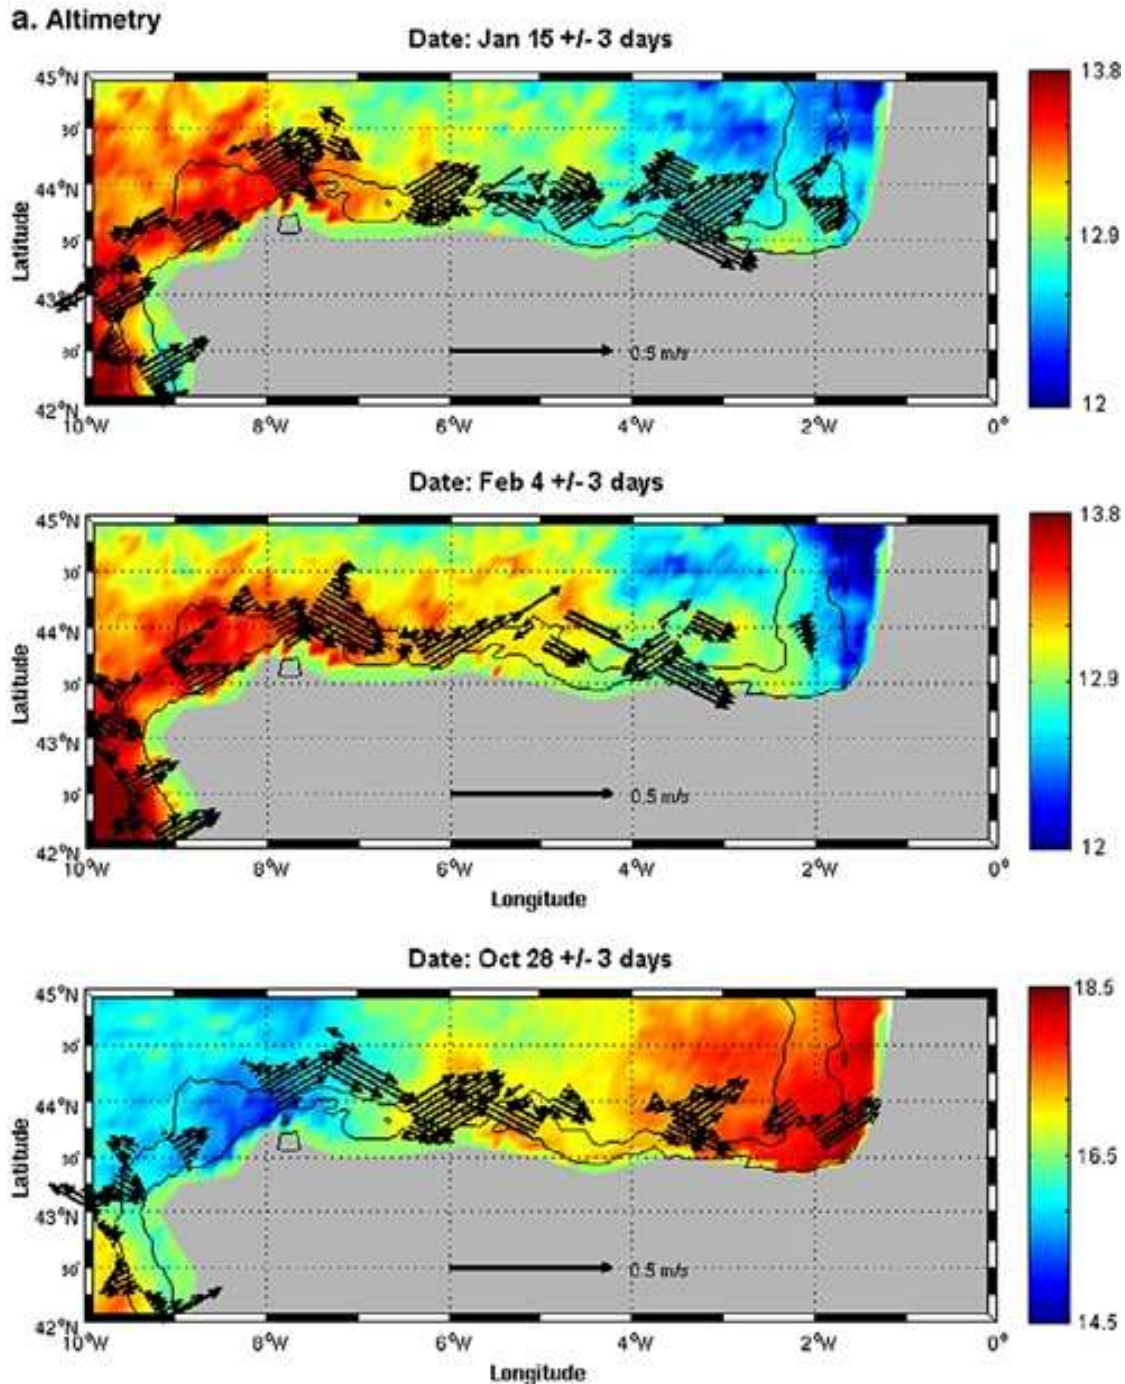 a. Altimetry
Date: Jan 15 +/- 3 days
45°N
30'
44°N
30'
43°N
30'
42°N
Latitude
10°W 8°W 6°W 4°W 2°W 0°
0.5 m/s
13.8
12.9
12
Date: Feb 4 +/- 3 days
45°N
30'
44°N
30'
43°N
30'
42°N
Latitude
10°W 8°W 6°W 4°W 2°W 0°
Longitude
0.5 m/s
13.8
12.9
12
Date: Oct 28 +/- 3 days
45°N
30'
44°N
30'
43°N
30'
42°N
Latitude
10°W 8°W 6°W 4°W 2°W 0°
Longitude
0.5 m/s
18.5
16.5
14.5